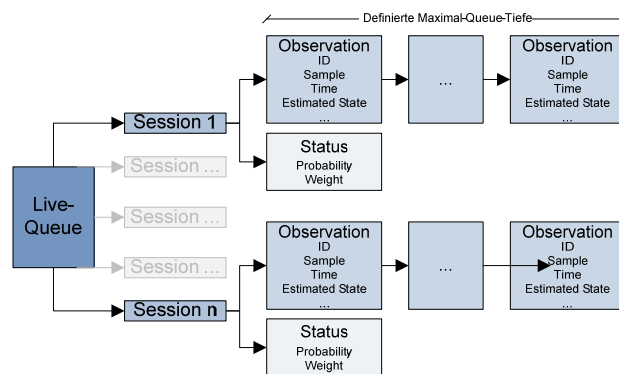 Definierte Maximal-Queue-Tiefe
Observation
ID
Sample
Time
Estimated State
...
...
Observation
ID
Sample
Time
Estimated State
...
Session 1
Status
Probability
Weight
Session ...
Live-
Queue
Session ...
Session ...
Observation
ID
Sample
Time
Estimated State
...
...
Observation
ID
Sample
Time
Estimated State
...
Session n
Status
Probability
Weight